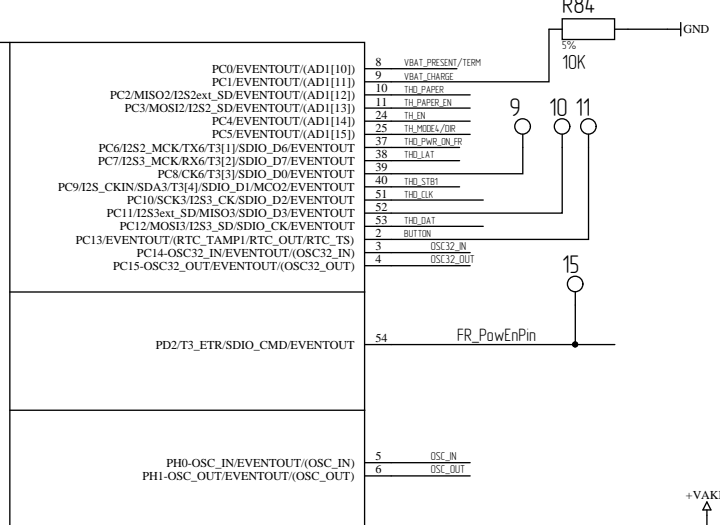 R84
GND
5%
10K
PC0/EVENTOUT/(AD1[10]) 8 VBAT_PRESENT/TERM
PC1/EVENTOUT/(AD1[11]) 9 VBAT_CHARGE
PC2/MISO2/I2S2ext_SD/EVENTOUT/(AD1[12]) 10 THD_PAPER
PC3/MOSI2/I2S2_SD/EVENTOUT/(AD1[13]) 11 TH_PAPER_EN
PC4/EVENTOUT/(AD1[14]) 24 TH_EN
PC5/EVENTOUT/(AD1[15]) 25 TH_MODE4/DIR
9 10 11
PC6/I2S2_MCK/TX6/T3[1]/SDIO_D6/EVENTOUT 37 THD_PWR_ON_FR
PC7/I2S3_MCK/RX6/T3[2]/SDIO_D7/EVENTOUT 38 THD_LAT
PC8/CK6/T3[3]/SDIO_D0/EVENTOUT 39
PC9/I2S_CKIN/SDA3/T3[4]/SDIO_D1/MCO2/EVENTOUT 40 THD_STB1
PC10/SCK3/I2S3_CK/SDIO_D2/EVENTOUT 51 THD_CLK
PC11/I2S3ext_SD/MISO3/SDIO_D3/EVENTOUT 52
PC12/MOSI3/I2S3_SD/SDIO_CK/EVENTOUT 53 THD_DAT
PC13/EVENTOUT/(RTC_TAMP1/RTC_OUT/RTC_TS) 2 BUTTON
PC14-OSC32_IN/EVENTOUT/(OSC32_IN) 3 OSC32_IN
PC15-OSC32_OUT/EVENTOUT/(OSC32_OUT) 4 OSC32_OUT
15
PD2/T3_ETR/SDIO_CMD/EVENTOUT 54 FR_PowEnPin
PH0-OSC_IN/EVENTOUT/(OSC_IN) 5 OSC_IN
PH1-OSC_OUT/EVENTOUT/(OSC_OUT) 6 OSC_OUT